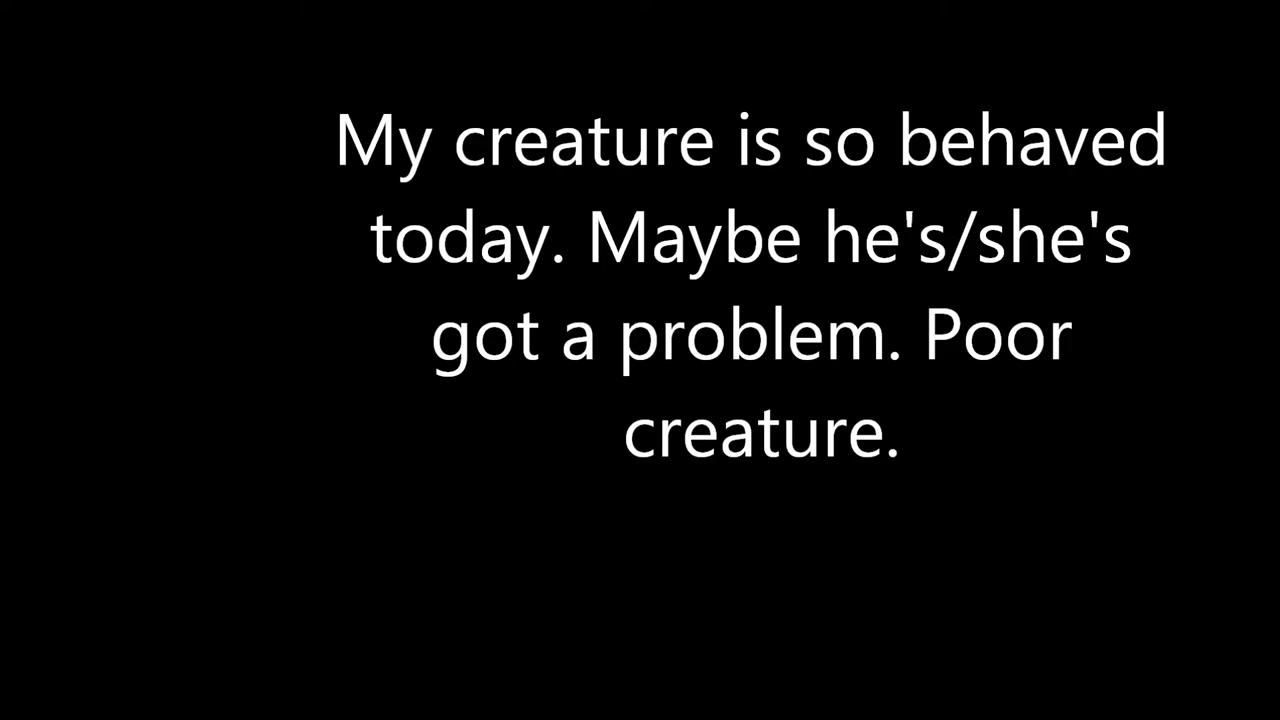 My creature is so behaved
today. Maybe he's/she's
got a problem. Poor
creature.